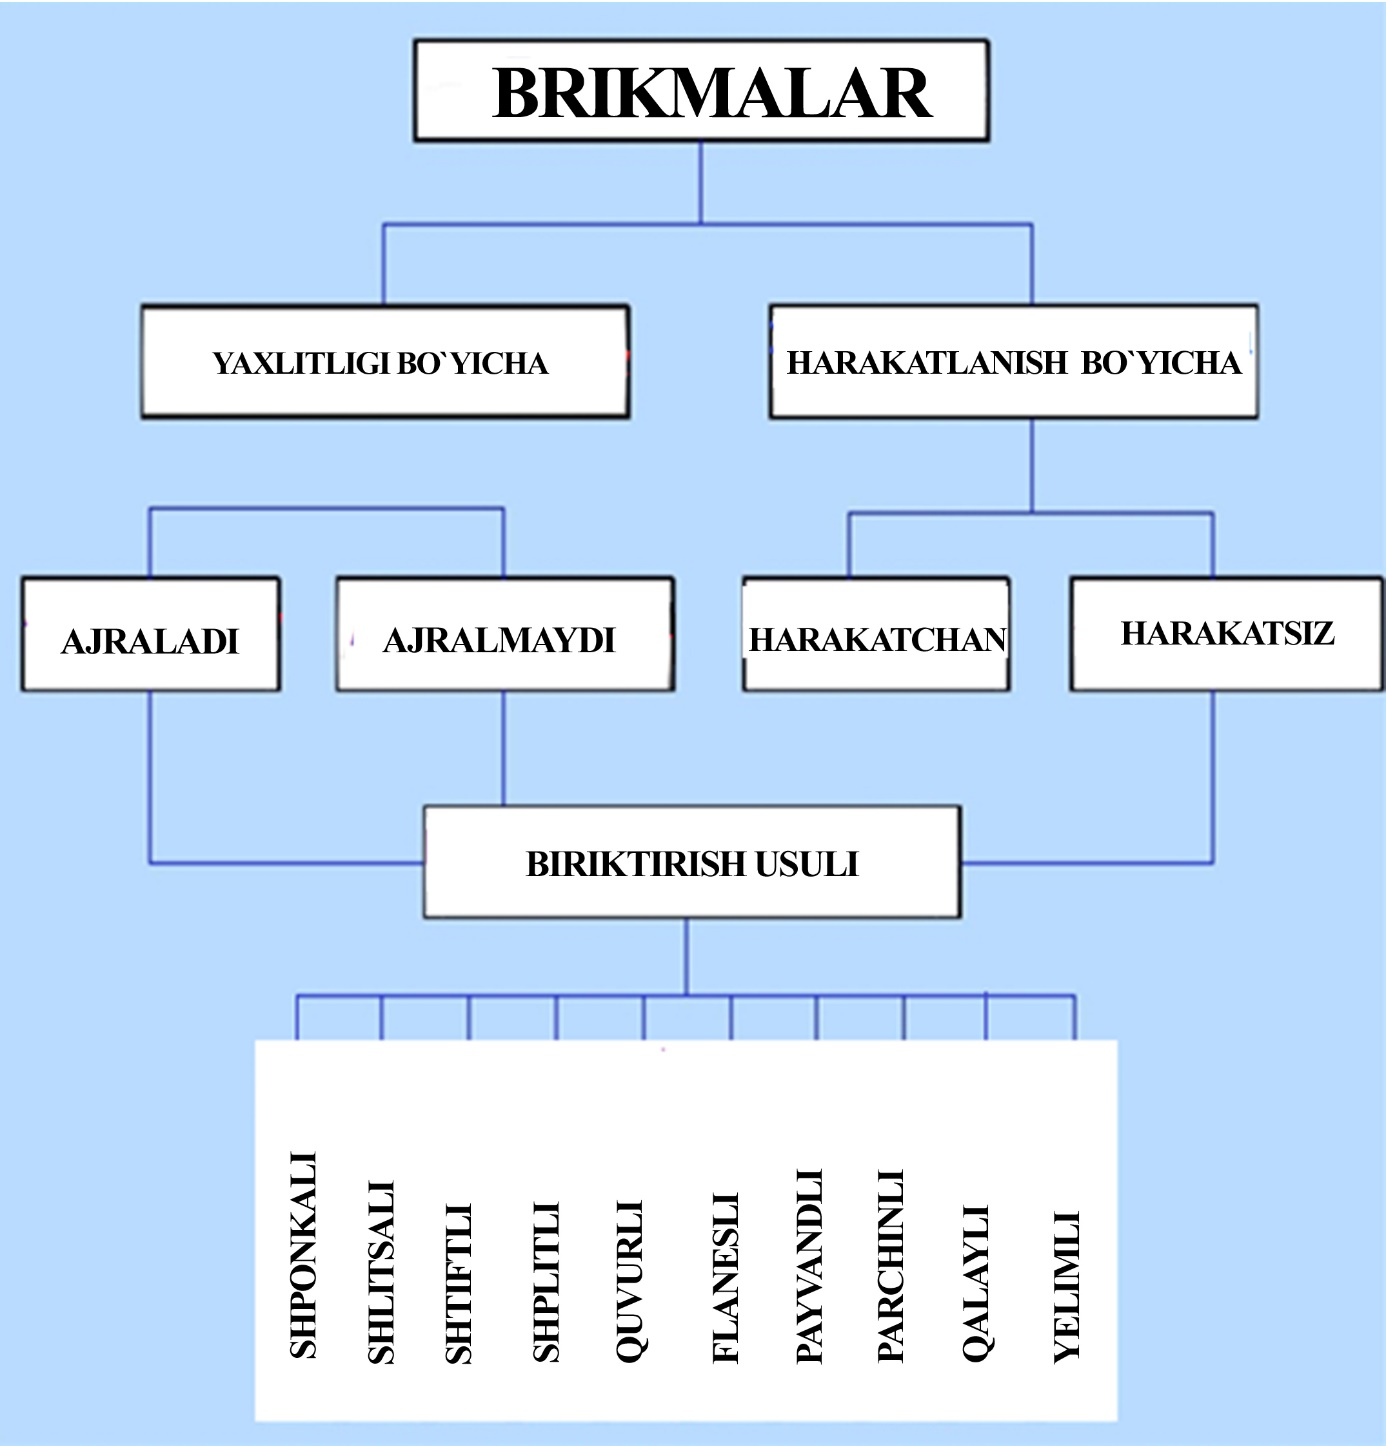 BRIKMALAR
YAXLITLIGI BO`YICHA
HARAKATLANISH BO`YICHA
AJRALADI
AJRALMAYDI
HARAKATCHAN
HARAKATSIZ
BIRIKTIRISH USULI
SHPONKALI
SHLITSALI
SHTIFTLI
SHPLITLI
QUVURLI
FLANESLI
PAYVANDLI
PARCHINLI
QALAYLI
YELIMLI